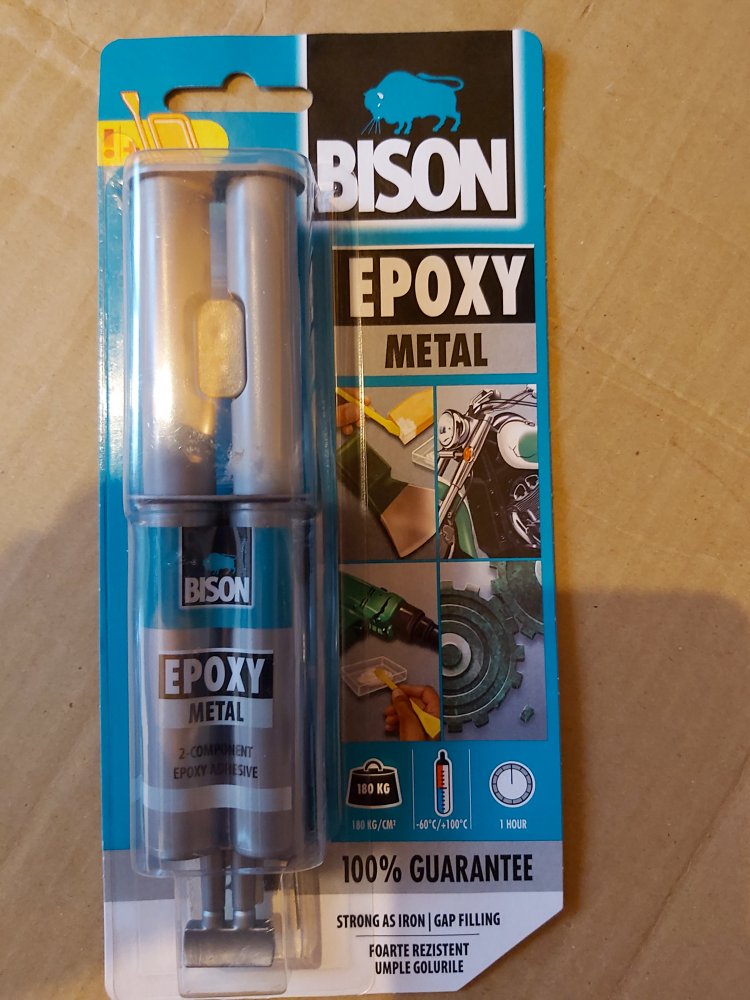 BISON
EPOXY
METAL
BISON
EPOXY
METAL
2-COMPONENT
EPOXY ADHESIVE
180 KG
180 KG/CM²
-60°C/+100°C
1 HOUR
100% GUARANTEE
STRONG AS IRON | GAP FILLING
FOARTE REZISTENT
UMPLE GOLURILE